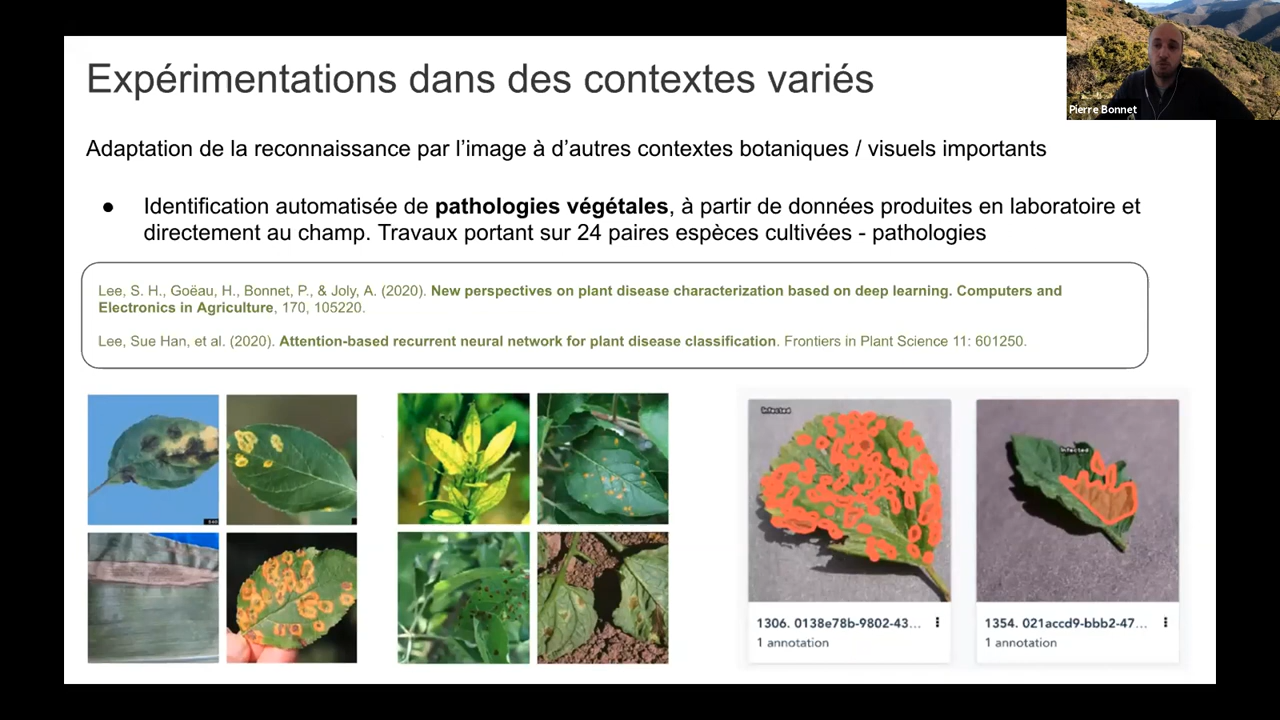 Expérimentations dans des contextes variés
Pierre Bonnet
Adaptation de la reconnaissance par l’image à d’autres contextes botaniques / visuels importants
● Identification automatisée de pathologies végétales, à partir de données produites en laboratoire et
directement au champ. Travaux portant sur 24 paires espèces cultivées - pathologies
Lee, S. H., Goëau, H., Bonnet, P., & Joly, A. (2020). New perspectives on plant disease characterization based on deep learning. Computers and
Electronics in Agriculture, 170, 105220.
Lee, Sue Han, et al. (2020). Attention-based recurrent neural network for plant disease classification. Frontiers in Plant Science 11: 601250.
Infected
Infected
1306. 0138e78b-9802-43...
1 annotation
1354. 021accd9-bbb2-47...
1 annotation